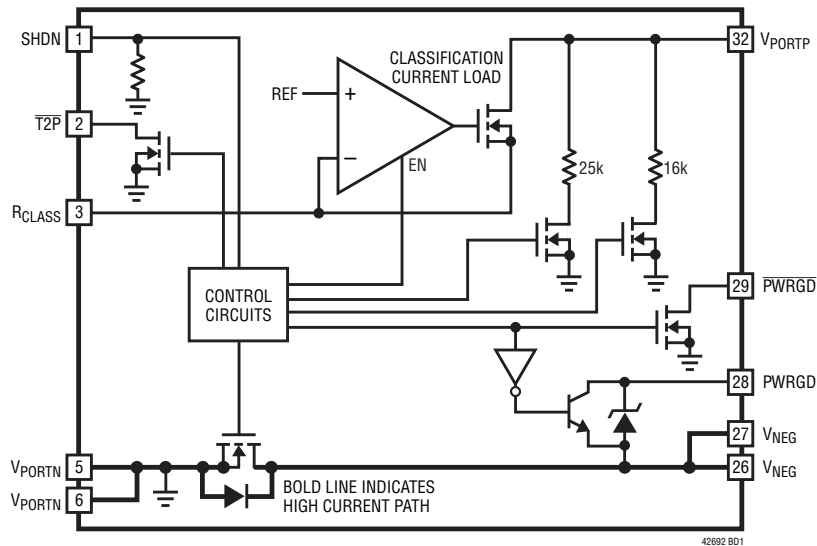 SHDN 1
T2P 2
RCLASS 3
REF
+
−
EN
CLASSIFICATION
CURRENT LOAD
32 VPORTP
25k
16k
CONTROL
CIRCUITS
29 PWRGD
28 PWRGD
27 VNEG
26 VNEG
VPORTN 5
VPORTN 6
BOLD LINE INDICATES
HIGH CURRENT PATH
42692 BD1